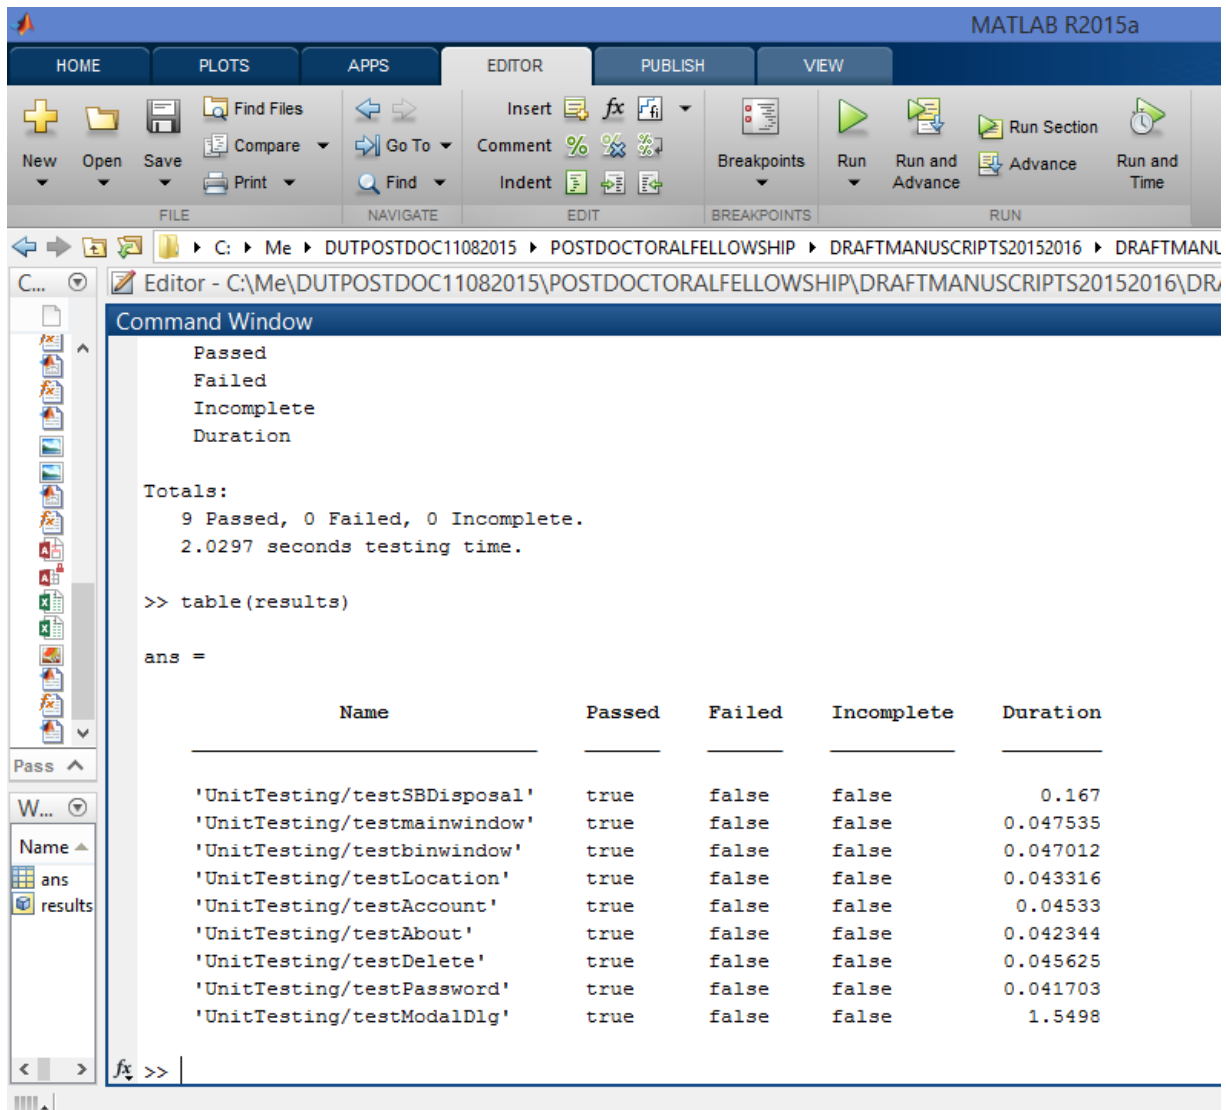 MATLAB R2015a
HOME PLOTS APPS EDITOR PUBLISH VIEW
New Open Save Find Files Compare Print Go To Find Insert fx Comment Indent Breakpoints Run Run and Advance Run Section Advance Run and Time
FILE NAVIGATE EDIT BREAKPOINTS RUN
C: Me DUTPOSTDOC11082015 POSTDOCTORALFELLOWSHIP DRAFTMANUSCRIPTS20152016 DRAFTMANU
C... Editor - C:\Me\DUTPOSTDOC11082015\POSTDOCTORALFELLOWSHIP\DRAFTMANUSCRIPTS20152016\DRA
Command Window
Passed
Failed
Incomplete
Duration
Totals:
9 Passed, 0 Failed, 0 Incomplete.
2.0297 seconds testing time.
>> table(results)
ans =
Name Passed Failed Incomplete Duration
'UnitTesting/testSBDisposal' true false false 0.167
'UnitTesting/testmainwindow' true false false 0.047535
'UnitTesting/testbinwindow' true false false 0.047012
'UnitTesting/testLocation' true false false 0.043316
'UnitTesting/testAccount' true false false 0.04533
'UnitTesting/testAbout' true false false 0.042344
'UnitTesting/testDelete' true false false 0.045625
'UnitTesting/testPassword' true false false 0.041703
'UnitTesting/testModalDlg' true false false 1.5498
fx >>
Pass
W...
Name
ans
results